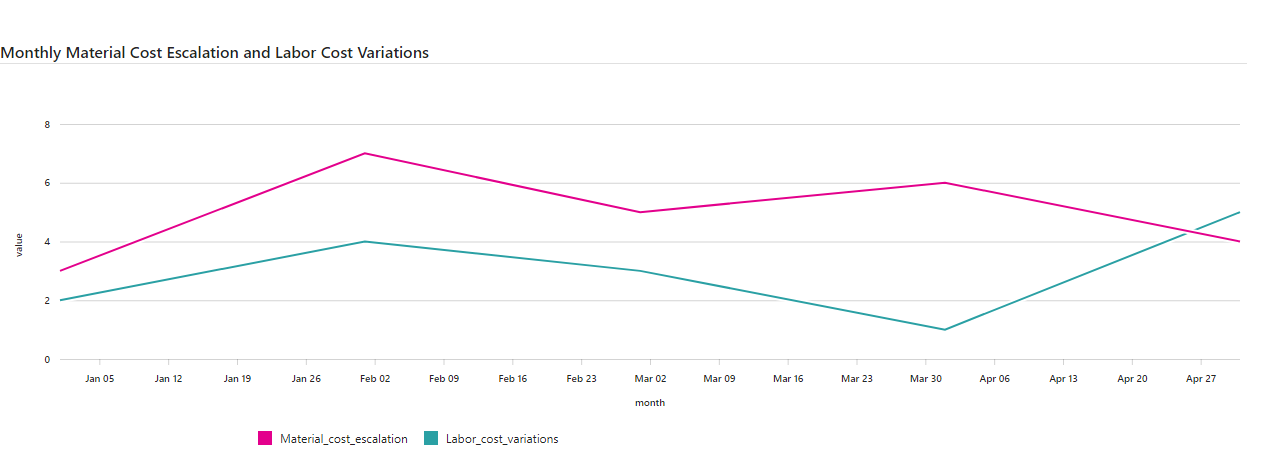 Monthly Material Cost Escalation and Labor Cost Variations
8
6
4
2
0
value
Jan 05 Jan 12 Jan 19 Jan 26 Feb 02 Feb 09 Feb 16 Feb 23 Mar 02 Mar 09 Mar 16 Mar 23 Mar 30 Apr 06 Apr 13 Apr 20 Apr 27
month
Material_cost_escalation Labor_cost_variations